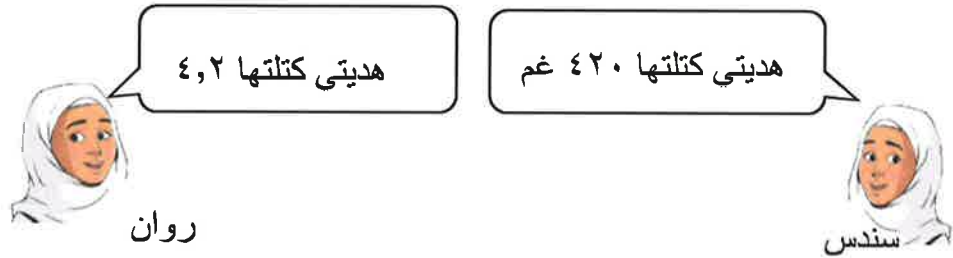 هديتي كتلتها ٤٢٠ غم
سندس
هديتي كتلتها ٤,٢
روان